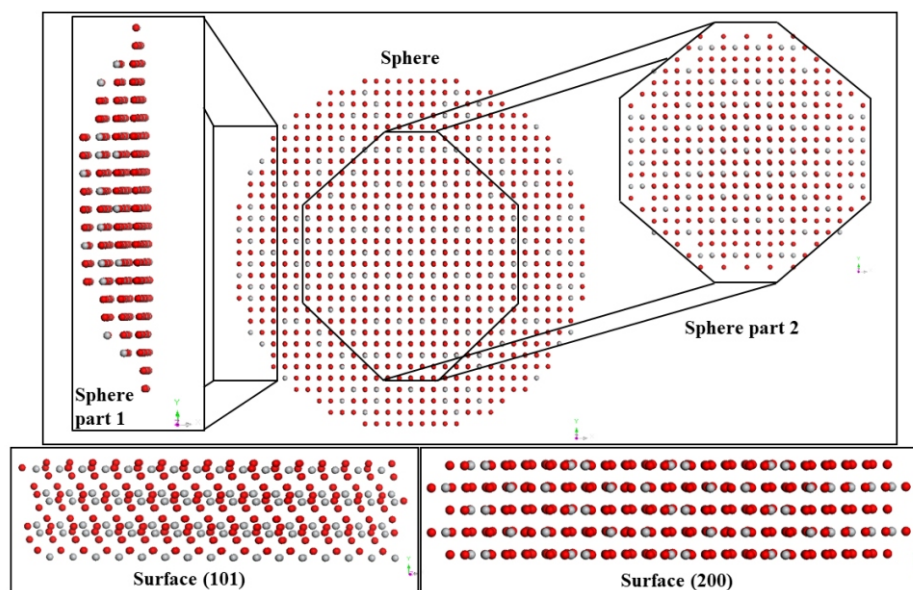 Sphere
Sphere
part 1
Sphere part 2
Y
Y
Y
Surface (101)
Surface (200)